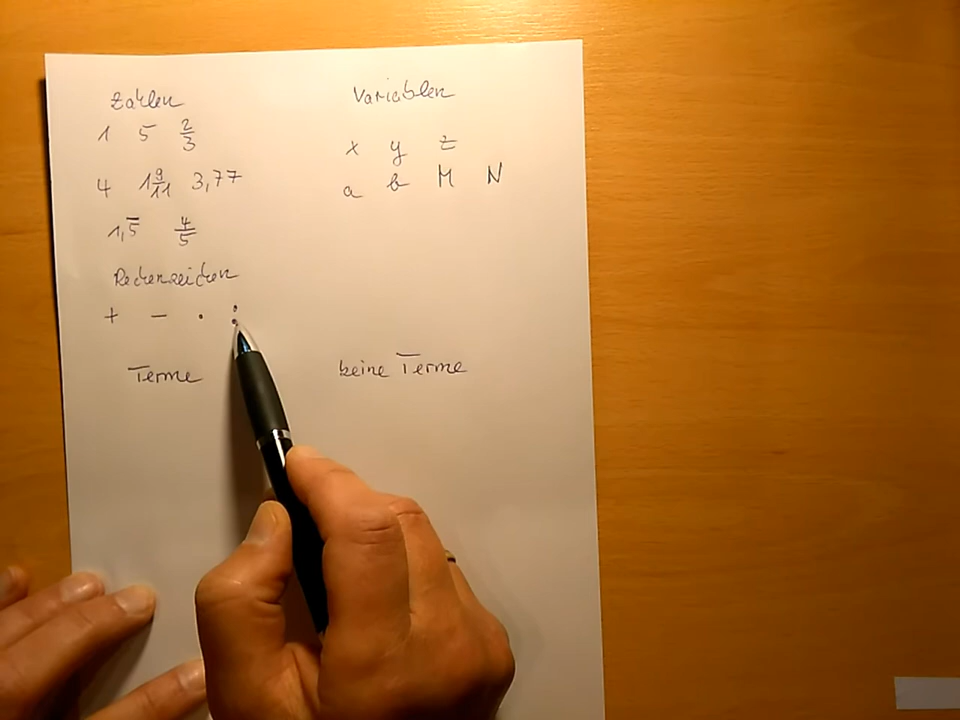 Zahlen
1 5 2/3
4 1 9/11 3,77
1,5̅ 4/5
Variablen
x y z
a b M N
Rechenzeichen
+ − · :
Terme
keine Terme